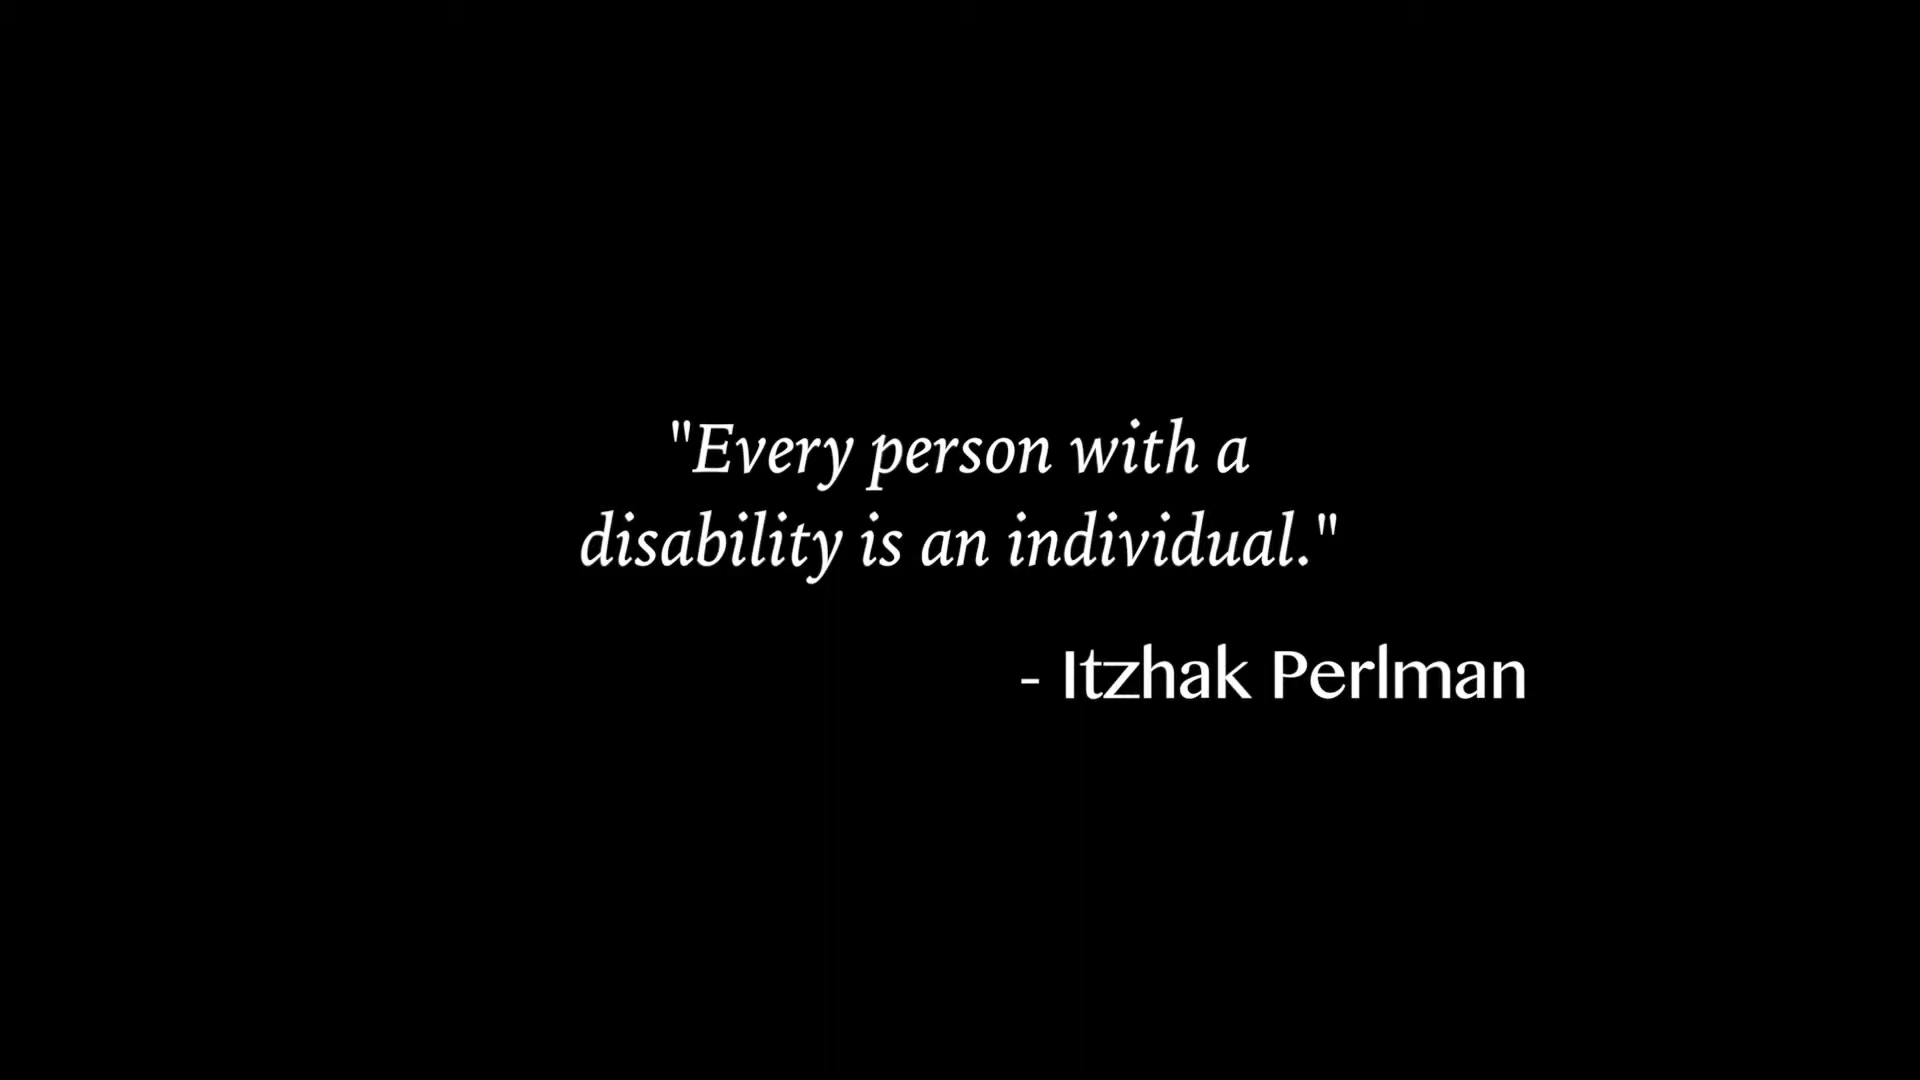 "Every person with a
disability is an individual."
- Itzhak Perlman